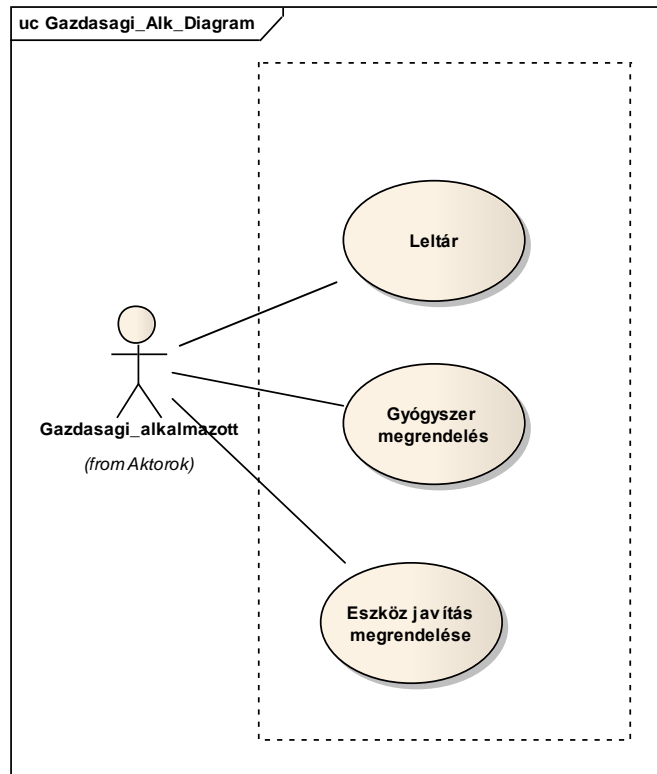 uc Gazdasagi_Alk_Diagram
Leltár
Gazdasagi_alkalmazott
(from Aktorok)
Gyógyszer
megrendelés
Eszköz javítás
megrendelése